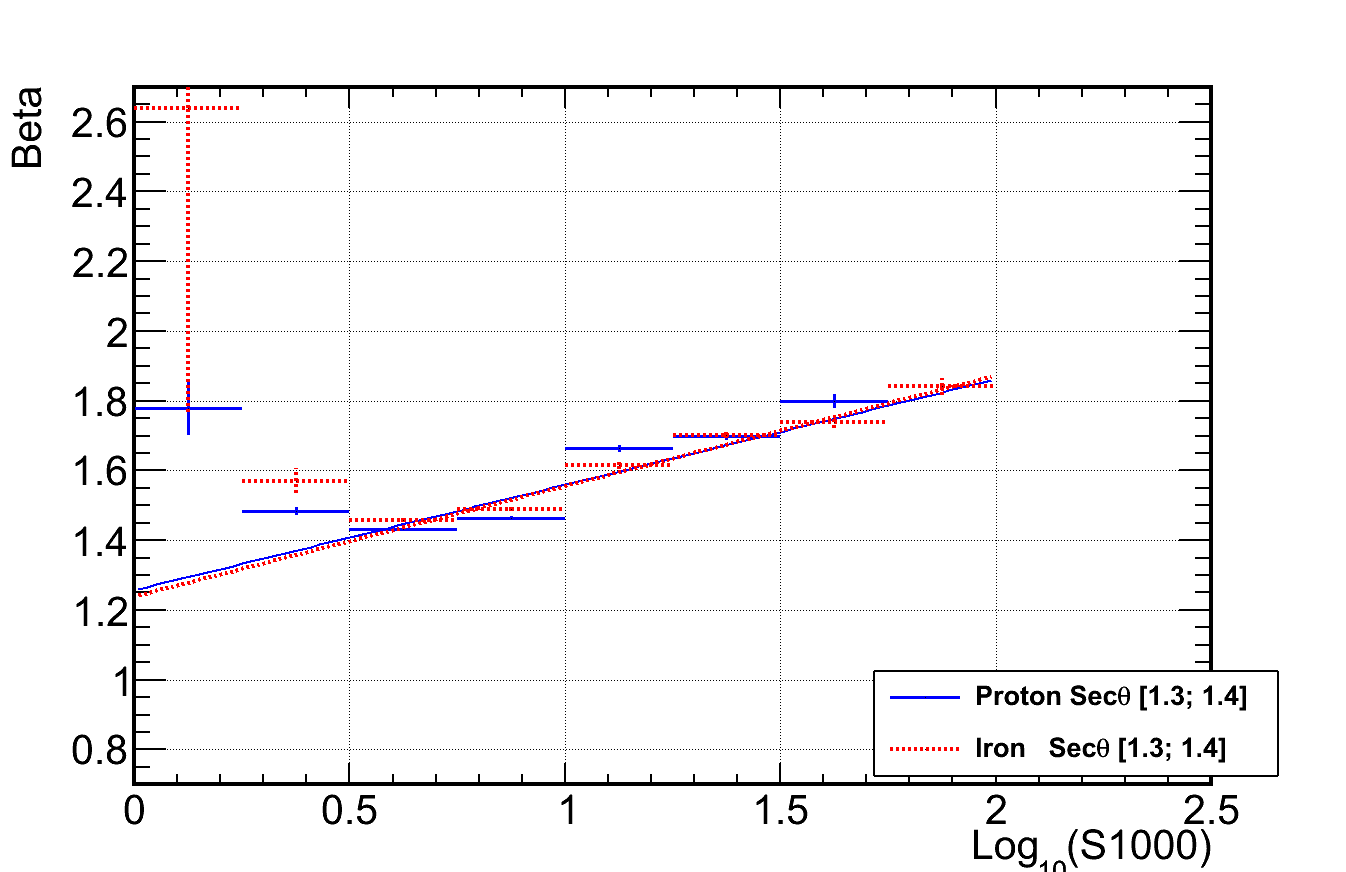 Beta
2.6
2.4
2.2
2
1.8
1.6
1.4
1.2
1
0.8
Proton Secθ [1.3; 1.4]
Iron Secθ [1.3; 1.4]
0 0.5 1 1.5 2 2.5
Log10(S1000)